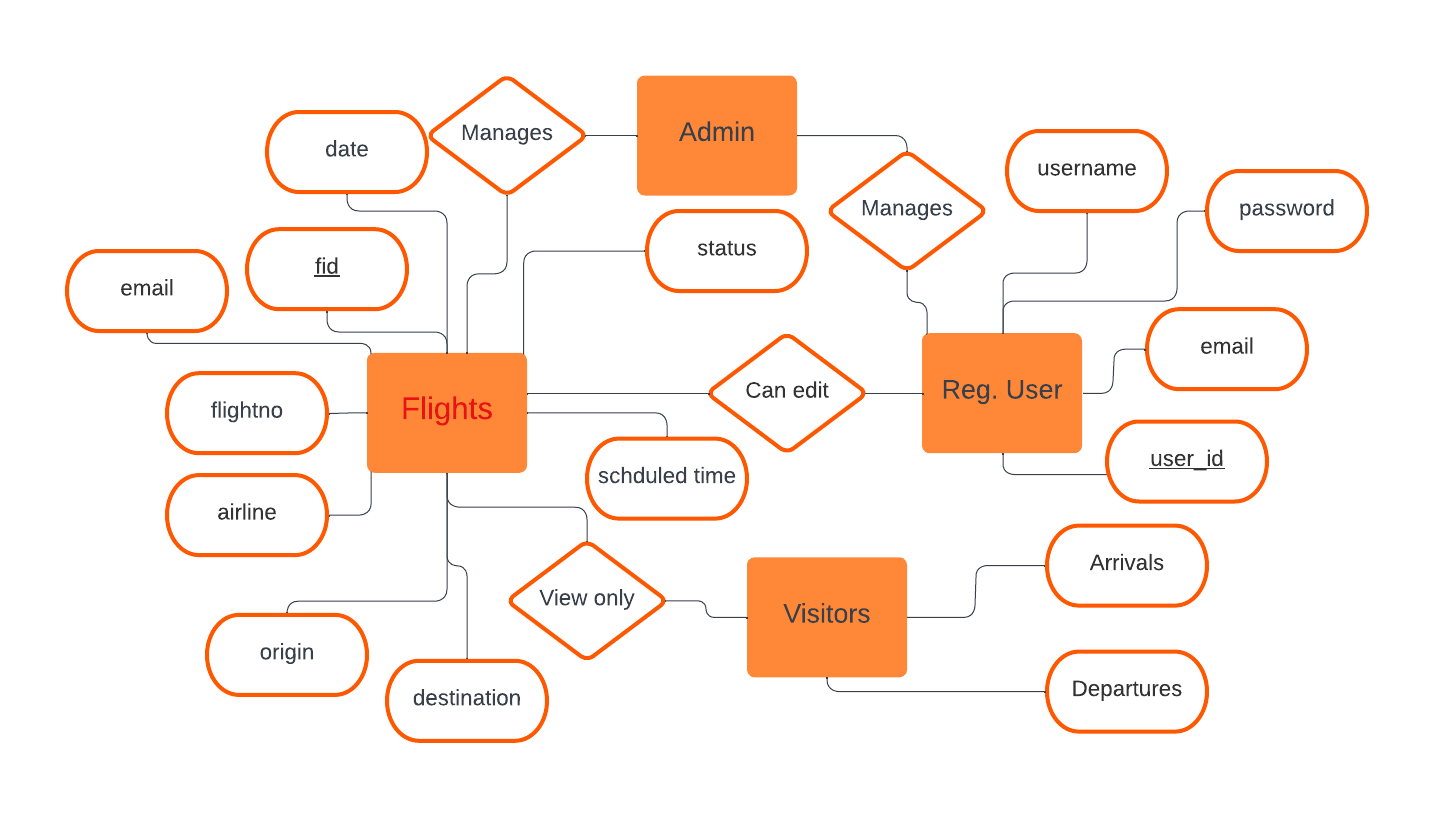 Admin
Manages
date
username
Manages
password
status
fid
email
email
Can edit
Reg. User
Flights
flightno
user_id
schduled time
airline
Arrivals
View only
Visitors
origin
Departures
destination